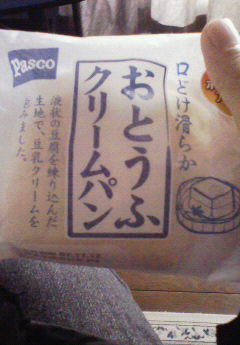 Pasco
口どけ滑らか
おとうふ
クリームパン
液状の豆腐を練り込んだ
生地で、豆乳クリームを
包みました。